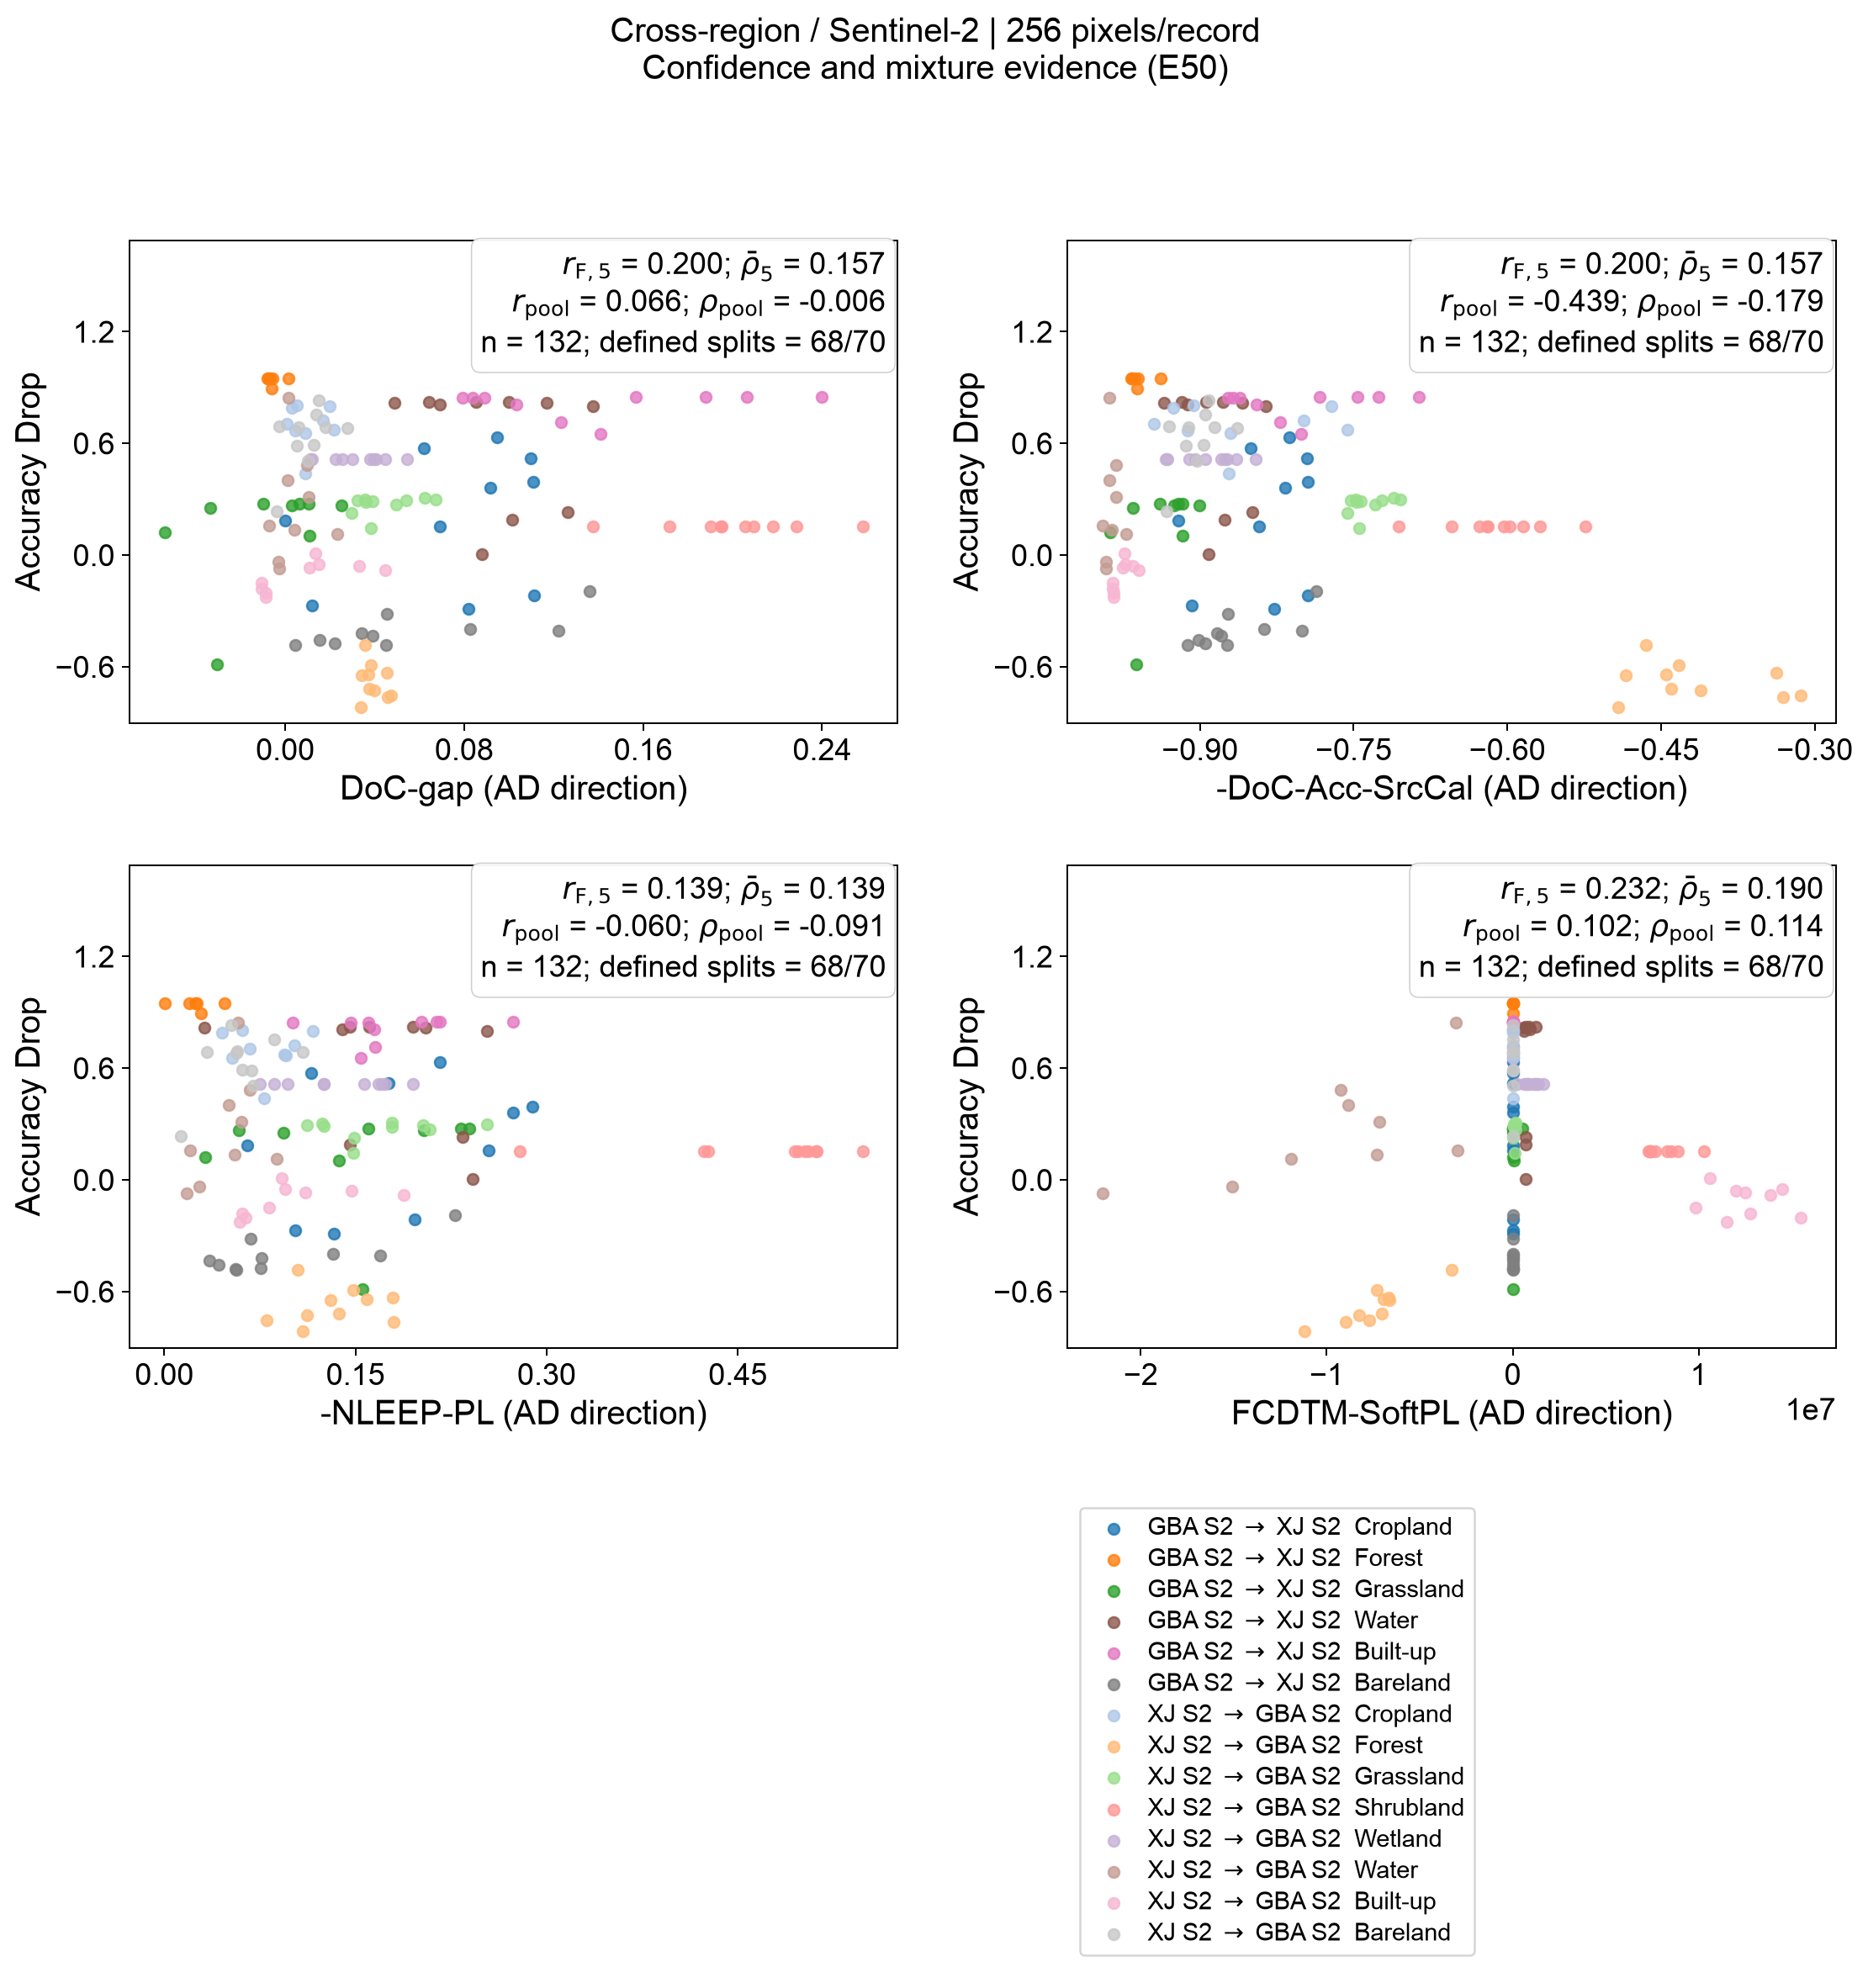 Cross-region / Sentinel-2 | 256 pixels/record
Confidence and mixture evidence (E50)
r_F, 5 = 0.200; ρ̄_5 = 0.157
r_pool = 0.066; ρ_pool = -0.006
n = 132; defined splits = 68/70
1.2
0.6
0.0
−0.6
Accuracy Drop
0.00 0.08 0.16 0.24
DoC-gap (AD direction)
r_F, 5 = 0.200; ρ̄_5 = 0.157
r_pool = -0.439; ρ_pool = -0.179
n = 132; defined splits = 68/70
1.2
0.6
0.0
−0.6
Accuracy Drop
−0.90 −0.75 −0.60 −0.45 −0.30
-DoC-Acc-SrcCal (AD direction)
r_F, 5 = 0.139; ρ̄_5 = 0.139
r_pool = -0.060; ρ_pool = -0.091
n = 132; defined splits = 68/70
1.2
0.6
0.0
−0.6
Accuracy Drop
0.00 0.15 0.30 0.45
-NLEEP-PL (AD direction)
r_F, 5 = 0.232; ρ̄_5 = 0.190
r_pool = 0.102; ρ_pool = 0.114
n = 132; defined splits = 68/70
1.2
0.6
0.0
−0.6
Accuracy Drop
−2 −1 0 1
1e7
FCDTM-SoftPL (AD direction)
GBA S2 → XJ S2 Cropland
GBA S2 → XJ S2 Forest
GBA S2 → XJ S2 Grassland
GBA S2 → XJ S2 Water
GBA S2 → XJ S2 Built-up
GBA S2 → XJ S2 Bareland
XJ S2 → GBA S2 Cropland
XJ S2 → GBA S2 Forest
XJ S2 → GBA S2 Grassland
XJ S2 → GBA S2 Shrubland
XJ S2 → GBA S2 Wetland
XJ S2 → GBA S2 Water
XJ S2 → GBA S2 Built-up
XJ S2 → GBA S2 Bareland